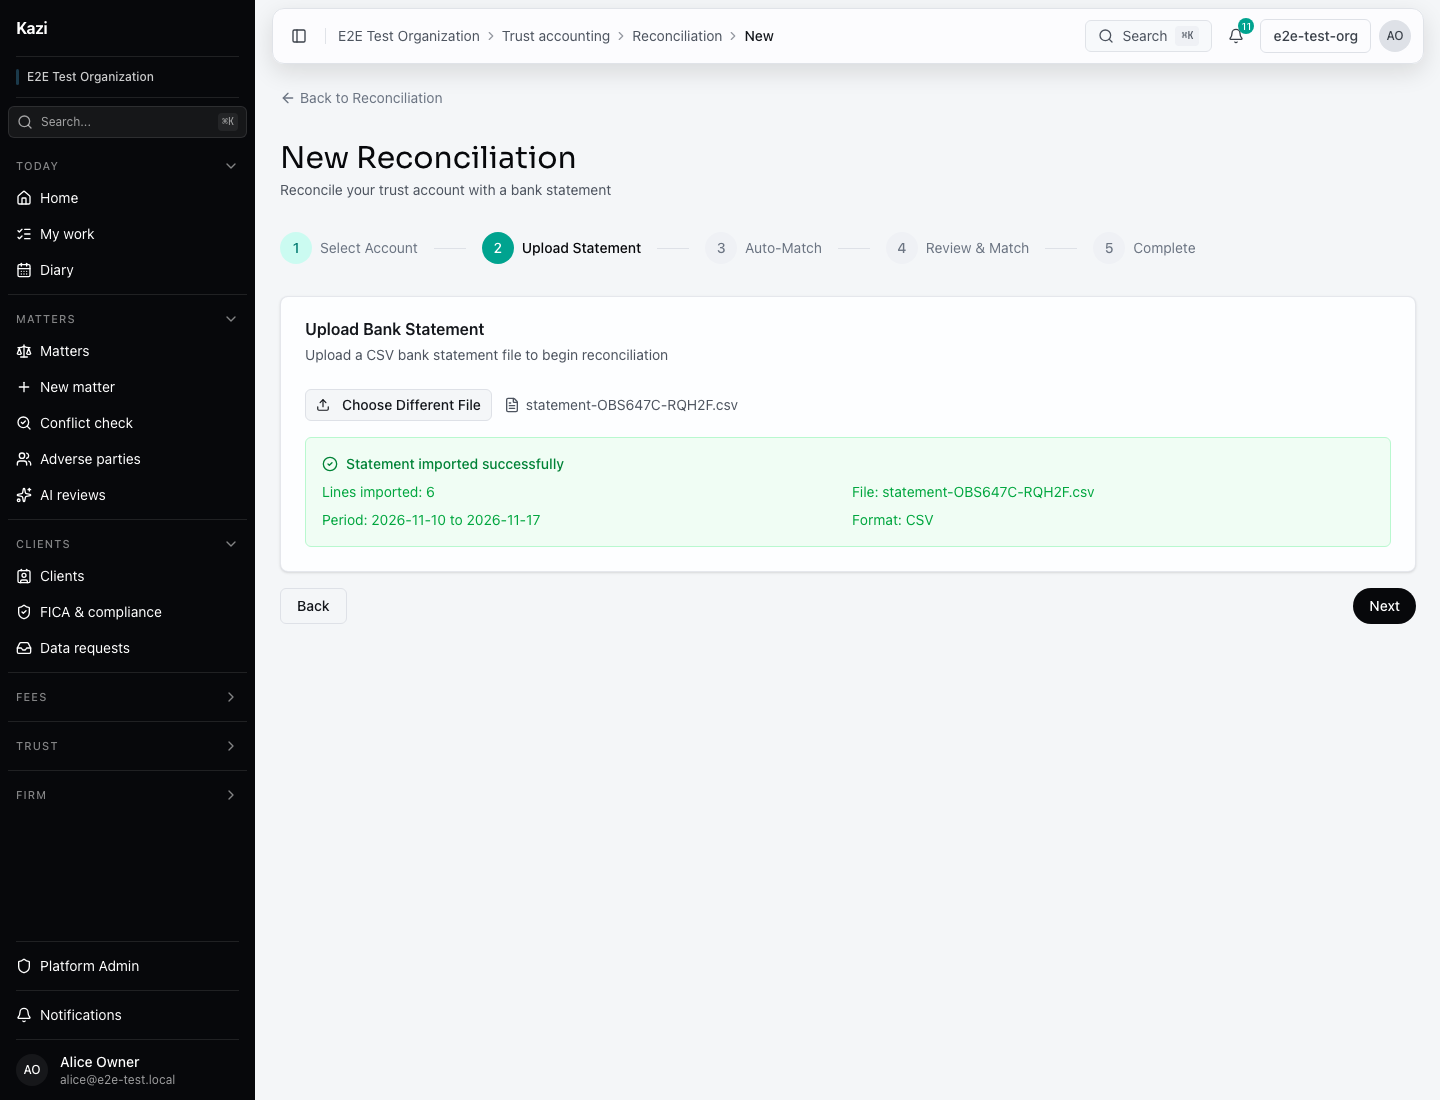 Kazi
E2E Test Organization
Search... ⌘K
TODAY
Home
My work
Diary
MATTERS
Matters
New matter
Conflict check
Adverse parties
AI reviews
CLIENTS
Clients
FICA & compliance
Data requests
FEES
TRUST
FIRM
Platform Admin
Notifications
AO Alice Owner
alice@e2e-test.local
E2E Test Organization > Trust accounting > Reconciliation > New
Search ⌘K
11
e2e-test-org
AO
← Back to Reconciliation
New Reconciliation
Reconcile your trust account with a bank statement
1 Select Account
2 Upload Statement
3 Auto-Match
4 Review & Match
5 Complete
Upload Bank Statement
Upload a CSV bank statement file to begin reconciliation
Choose Different File
statement-OBS647C-RQH2F.csv
Statement imported successfully
Lines imported: 6
File: statement-OBS647C-RQH2F.csv
Period: 2026-11-10 to 2026-11-17
Format: CSV
Back
Next